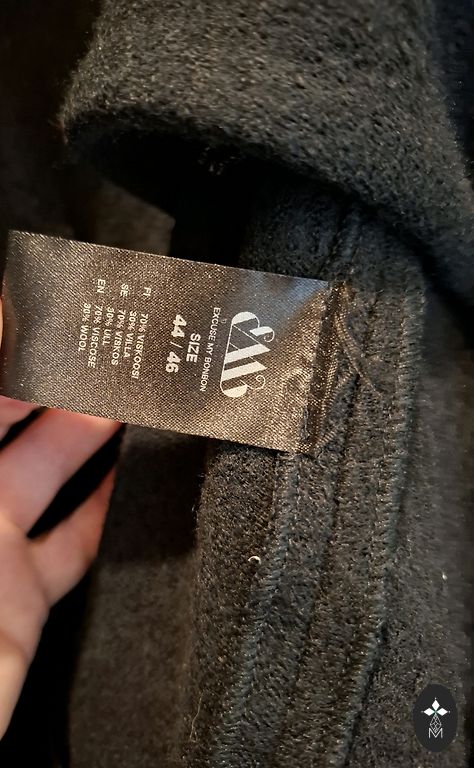 EXCUSE MY BONBON
SIZE
44 / 46
FI 70% VISKOOSI
30% VILLA
SE 70% VISKOS
30% ULL
EN 70% VISCOSE
30% WOOL